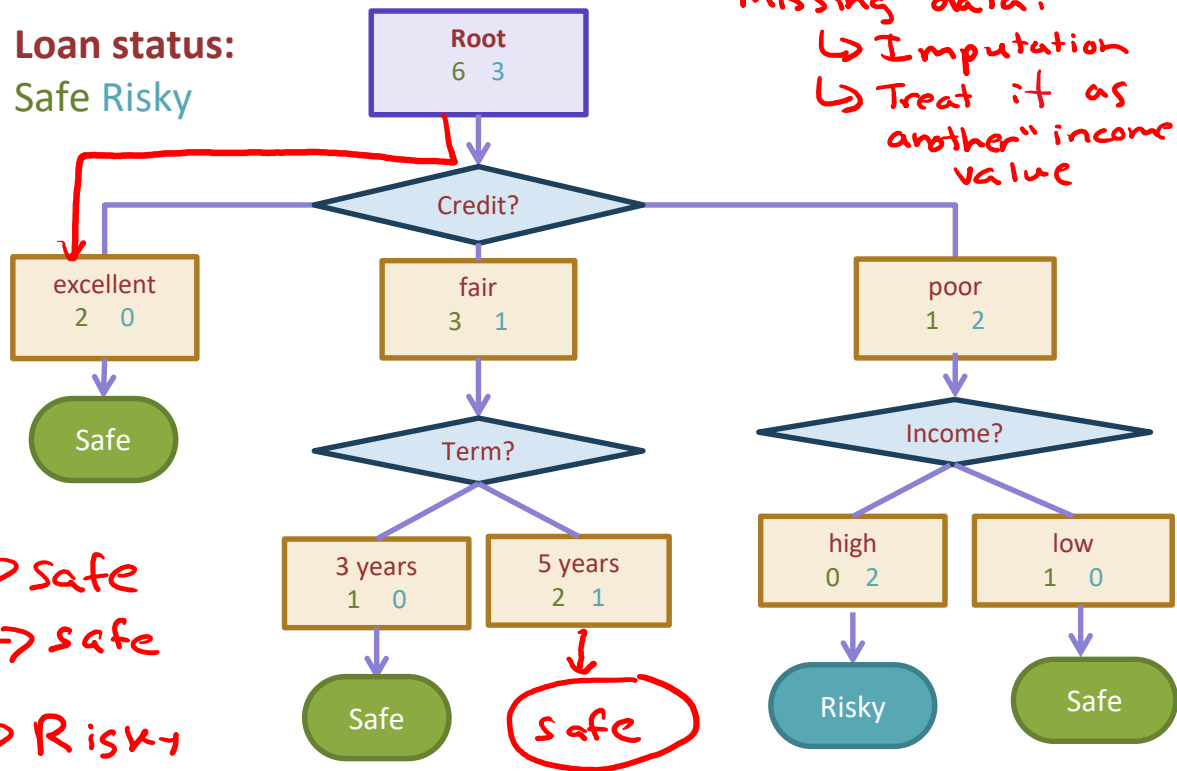 Missing data:
↳ Imputation
↳ Treat it as
another" income
value
Loan status:
Safe Risky
Root
6 3
Credit?
excellent
2 0
fair
3 1
poor
1 2
Safe
Term?
Income?
3 years
1 0
5 years
2 1
high
0 2
low
1 0
→ safe
→ safe
→ Risky
Safe
safe
Risky
Safe